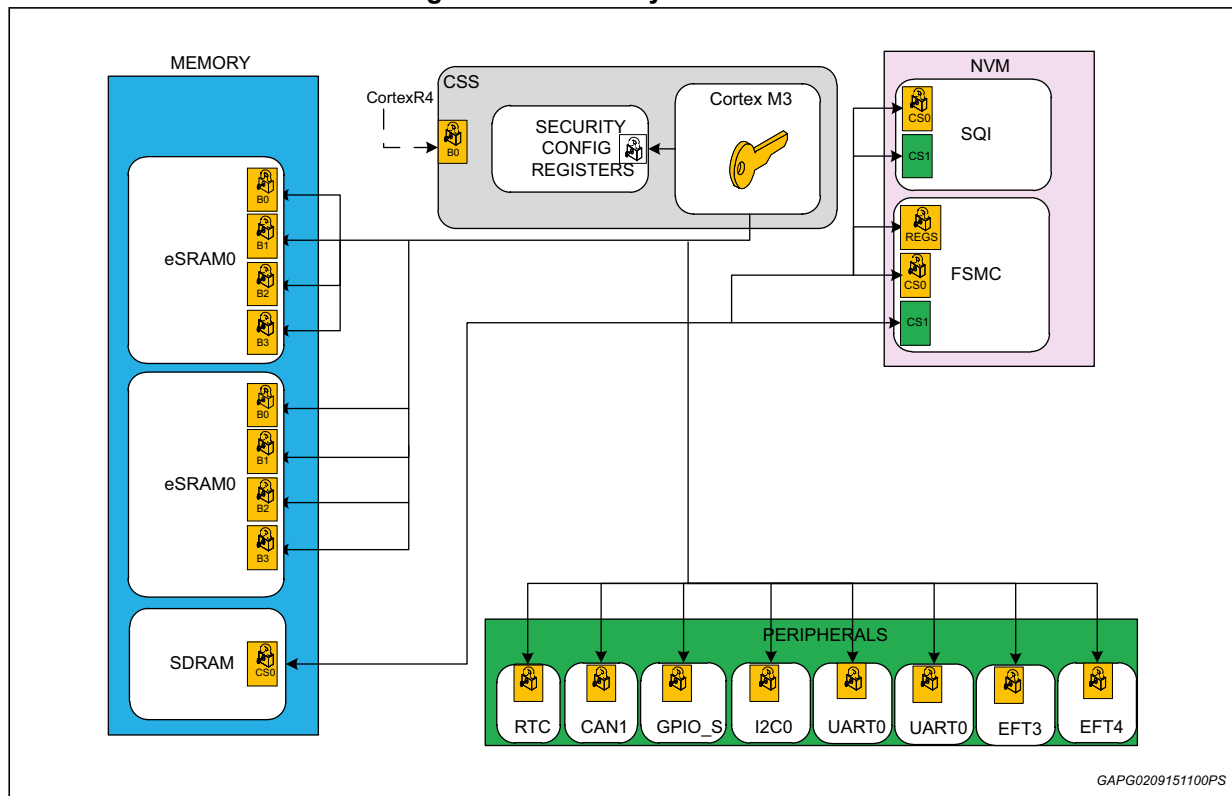 MEMORY
eSRAM0
B0
B1
B2
B3
eSRAM0
B0
B1
B2
B3
SDRAM
CS0
CortexR4
CSS
B0
SECURITY
CONFIG
REGISTERS
Cortex M3
NVM
CS0
SQI
CS1
REGS
CS0
FSMC
CS1
PERIPHERALS
RTC
CAN1
GPIO_S
I2C0
UART0
UART0
EFT3
EFT4
GAPG0209151100PS